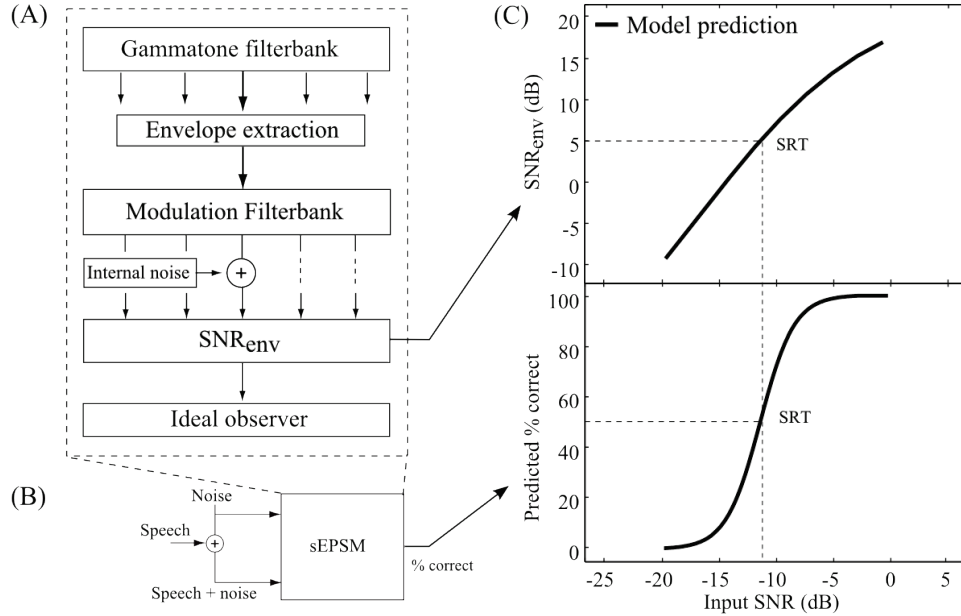 (A)
Gammatone filterbank
Envelope extraction
Modulation Filterbank
Internal noise
+
SNRenv
Ideal observer
(B)
Noise
Speech
+
Speech + noise
sEPSM
% correct
(C)
Model prediction
SNRenv (dB)
20
15
10
5
0
-5
-10
SRT
Predicted % correct
100
80
60
40
20
0
SRT
-25
-20
-15
-10
-5
0
5
Input SNR (dB)